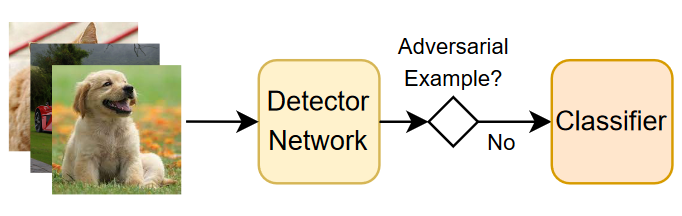 Adversarial
Example?
Detector
Network
No
Classifier